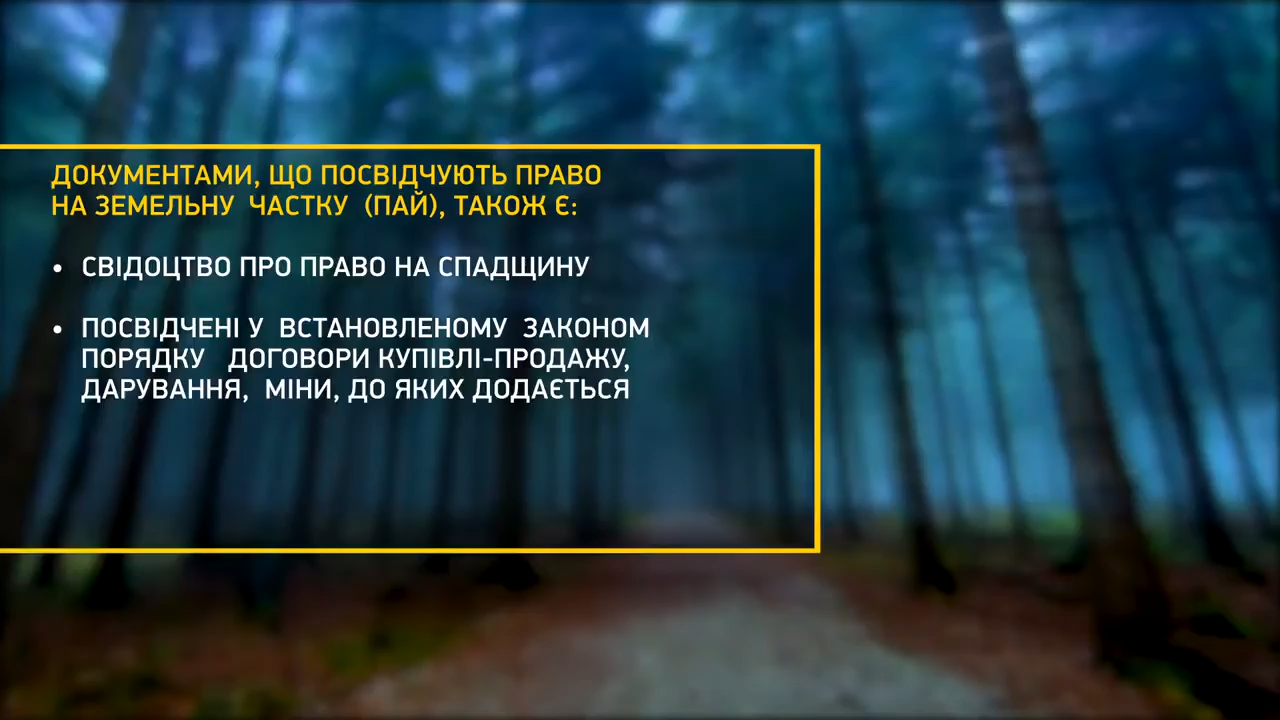 ДОКУМЕНТАМИ, ЩО ПОСВІДЧУЮТЬ ПРАВО
НА ЗЕМЕЛЬНУ ЧАСТКУ (ПАЙ), ТАКОЖ Є:
• СВІДОЦТВО ПРО ПРАВО НА СПАДЩИНУ
• ПОСВІДЧЕНІ У ВСТАНОВЛЕНОМУ ЗАКОНОМ
ПОРЯДКУ ДОГОВОРИ КУПІВЛІ-ПРОДАЖУ,
ДАРУВАННЯ, МІНИ, ДО ЯКИХ ДОДАЄТЬСЯ